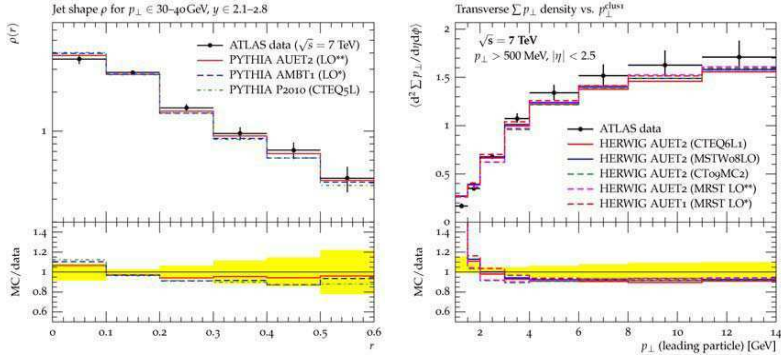 Jet shape ρ for p⊥ ∈ 30–40 GeV, y ∈ 2.1–2.8
ρ(r)
ATLAS data (√s = 7 TeV)
PYTHIA AUET2 (LO**)
PYTHIA AMBT1 (LO*)
PYTHIA P2010 (CTEQ5L)
1
1.4
1.2
1
0.8
0.6
MC/data
0 0.1 0.2 0.3 0.4 0.5 0.6
r
Transverse ∑ p⊥ density vs. p⊥^clus1
⟨d² ∑ p⊥/dηdφ⟩
√s = 7 TeV
p⊥ > 500 MeV, |η| < 2.5
2
1.5
1
0.5
0
ATLAS data
HERWIG AUET2 (CTEQ6L1)
HERWIG AUET2 (MSTW08LO)
HERWIG AUET2 (CT09MC2)
HERWIG AUET2 (MRST LO**)
HERWIG AUET1 (MRST LO*)
1.4
1.2
1
0.8
0.6
MC/data
2 4 6 8 10 12 14
p⊥ (leading particle) [GeV]